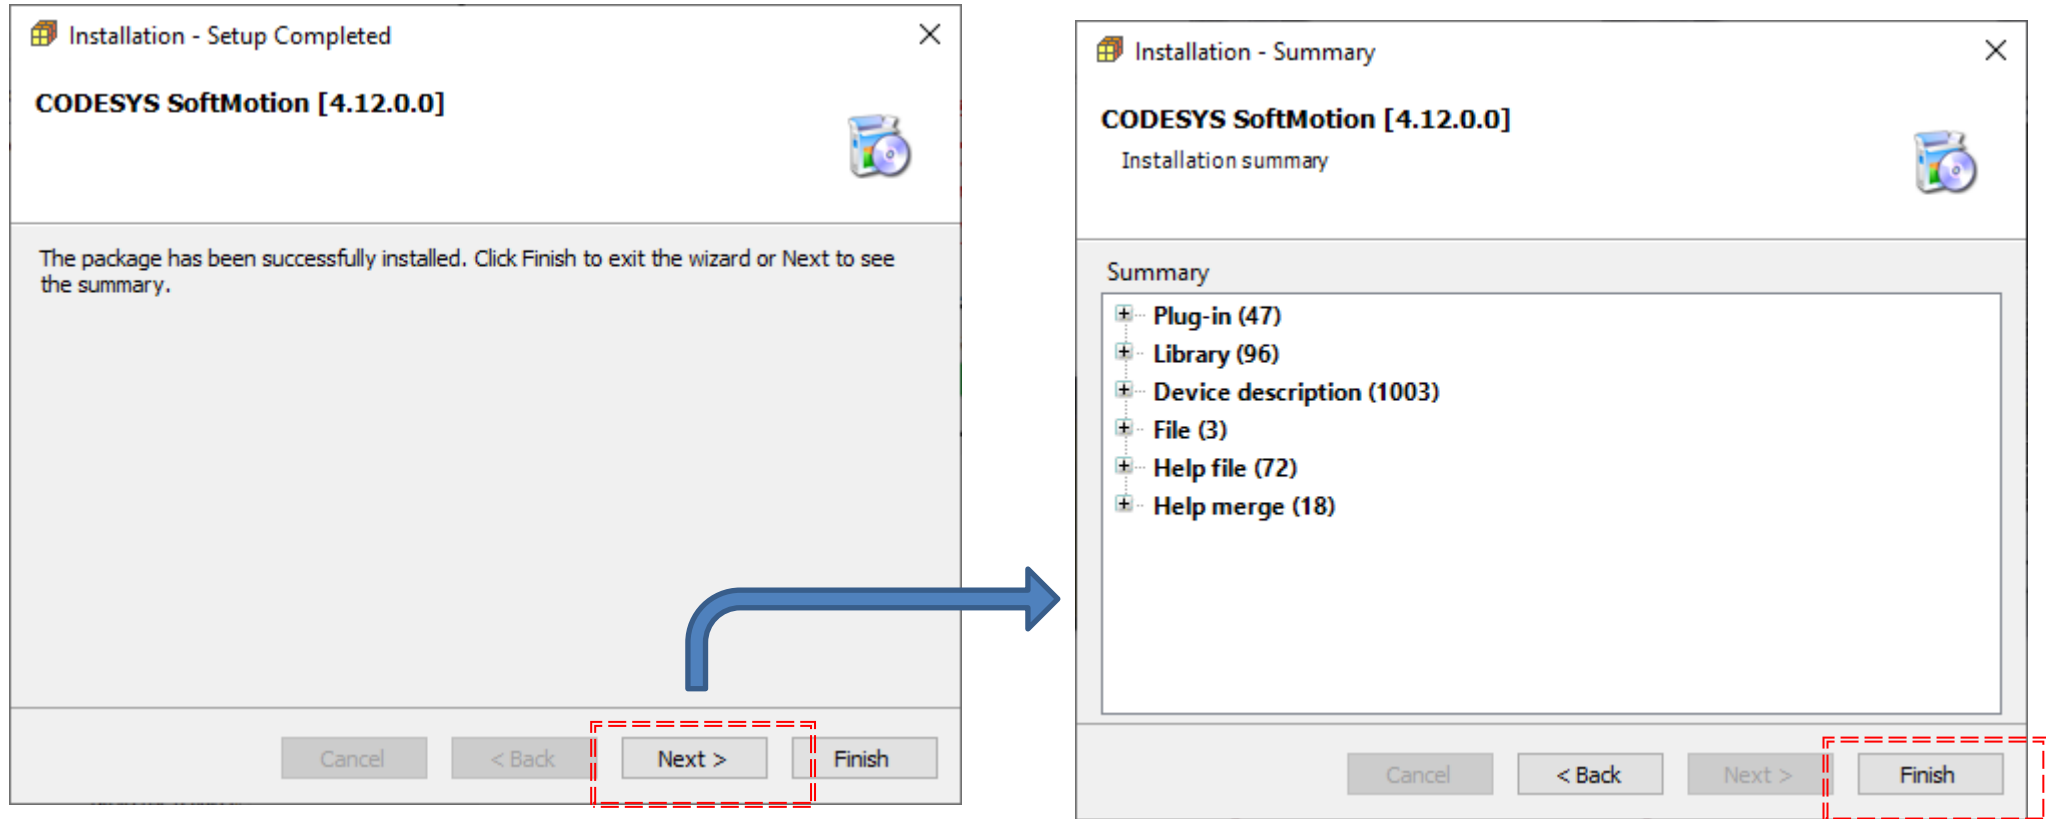 Installation - Setup Completed
CODESYS SoftMotion [4.12.0.0]
The package has been successfully installed. Click Finish to exit the wizard or Next to see
the summary.
Cancel
< Back
Next >
Finish
Installation - Summary
CODESYS SoftMotion [4.12.0.0]
Installation summary
Summary
Plug-in (47)
Library (96)
Device description (1003)
File (3)
Help file (72)
Help merge (18)
Cancel
< Back
Next >
Finish